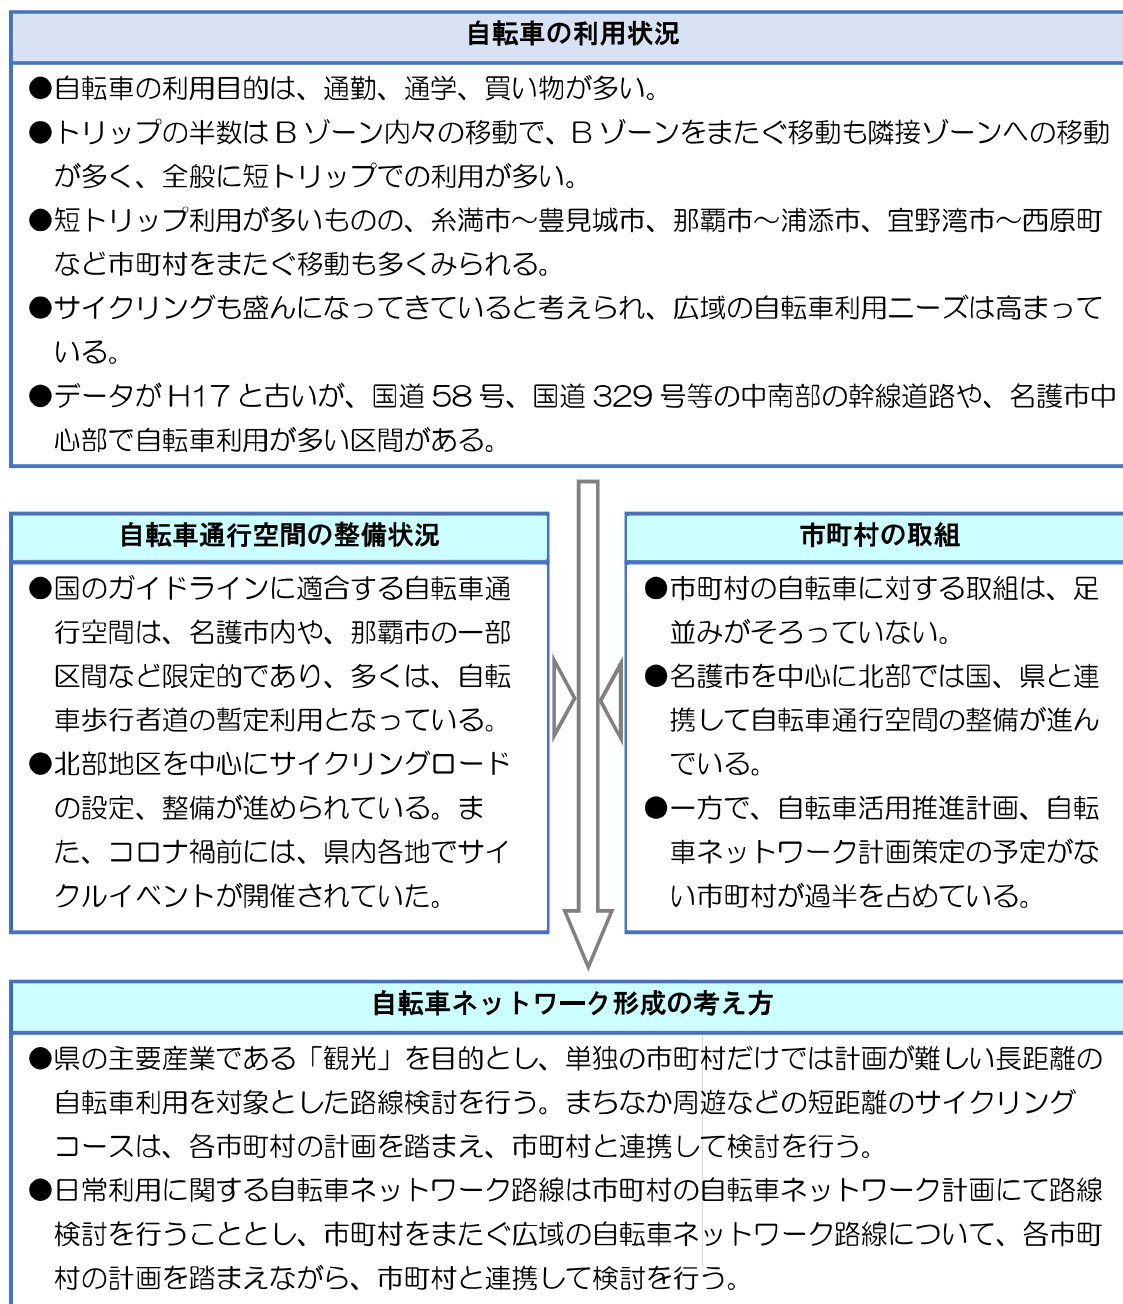 自転車の利用状況
●自転車の利用目的は、通勤、通学、買い物が多い。
●トリップの半数は B ゾーン内々の移動で、B ゾーンをまたぐ移動も隣接ゾーンへの移動
が多く、全般に短トリップでの利用が多い。
●短トリップ利用が多いものの、糸満市～豊見城市、那覇市～浦添市、宜野湾市～西原町
など市町村をまたぐ移動も多くみられる。
●サイクリングも盛んになってきていると考えられ、広域の自転車利用ニーズは高まって
いる。
●データが H17 と古いが、国道 58 号、国道 329 号等の中南部の幹線道路や、名護市中
心部で自転車利用が多い区間がある。
自転車通行空間の整備状況
●国のガイドラインに適合する自転車通
行空間は、名護市内や、那覇市の一部
区間など限定的であり、多くは、自転
車歩行者道の暫定利用となっている。
●北部地区を中心にサイクリングロード
の設定、整備が進められている。ま
た、コロナ禍前には、県内各地でサイ
クルイベントが開催されていた。
市町村の取組
●市町村の自転車に対する取組は、足
並みがそろっていない。
●名護市を中心に北部では国、県と連
携して自転車通行空間の整備が進ん
でいる。
●一方で、自転車活用推進計画、自転
車ネットワーク計画策定の予定がな
い市町村が過半を占めている。
自転車ネットワーク形成の考え方
●県の主要産業である「観光」を目的とし、単独の市町村だけでは計画が難しい長距離の
自転車利用を対象とした路線検討を行う。まちなか周遊などの短距離のサイクリング
コースは、各市町村の計画を踏まえ、市町村と連携して検討を行う。
●日常利用に関する自転車ネットワーク路線は市町村の自転車ネットワーク計画にて路線
検討を行うこととし、市町村をまたぐ広域の自転車ネットワーク路線について、各市町
村の計画を踏まえながら、市町村と連携して検討を行う。